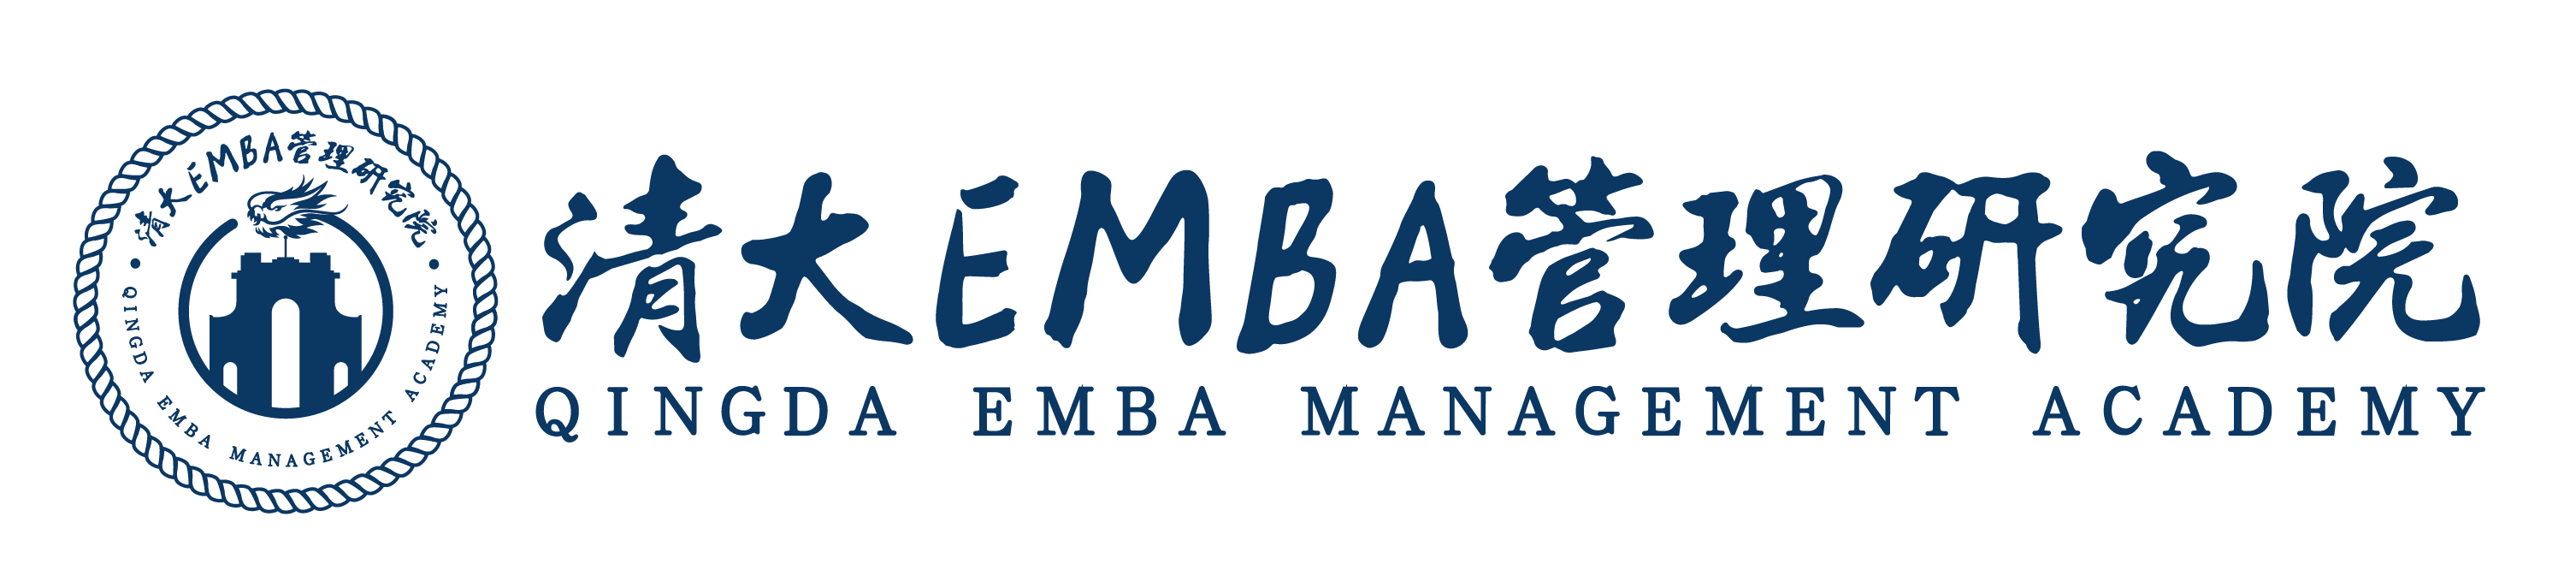 清大EMBA管理研究院
QINGDA EMBA MANAGEMENT ACADEMY
清大EMBA管理研究院
QINGDA EMBA MANAGEMENT ACADEMY